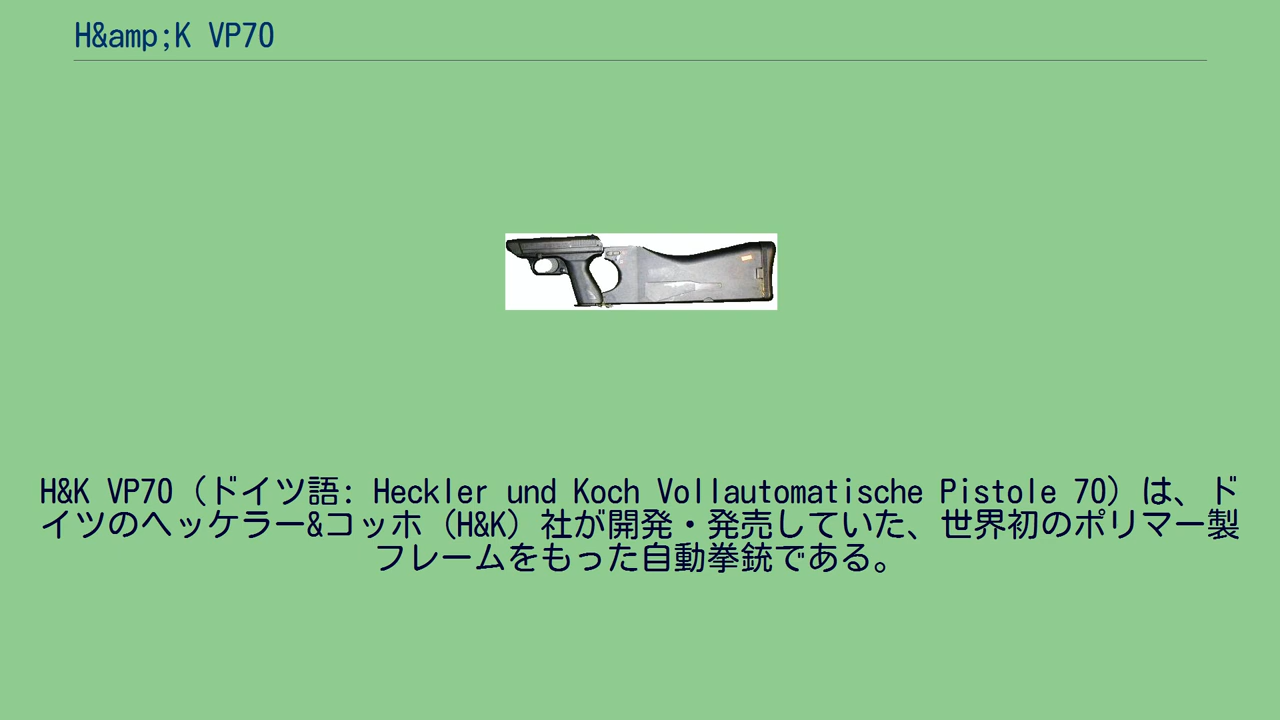 H&amp;K VP70
H&K VP70（ドイツ語: Heckler und Koch Vollautomatische Pistole 70）は、ド
イツのヘッケラー&コッホ（H&K）社が開発・発売していた、世界初のポリマー製
フレームをもった自動拳銃である。